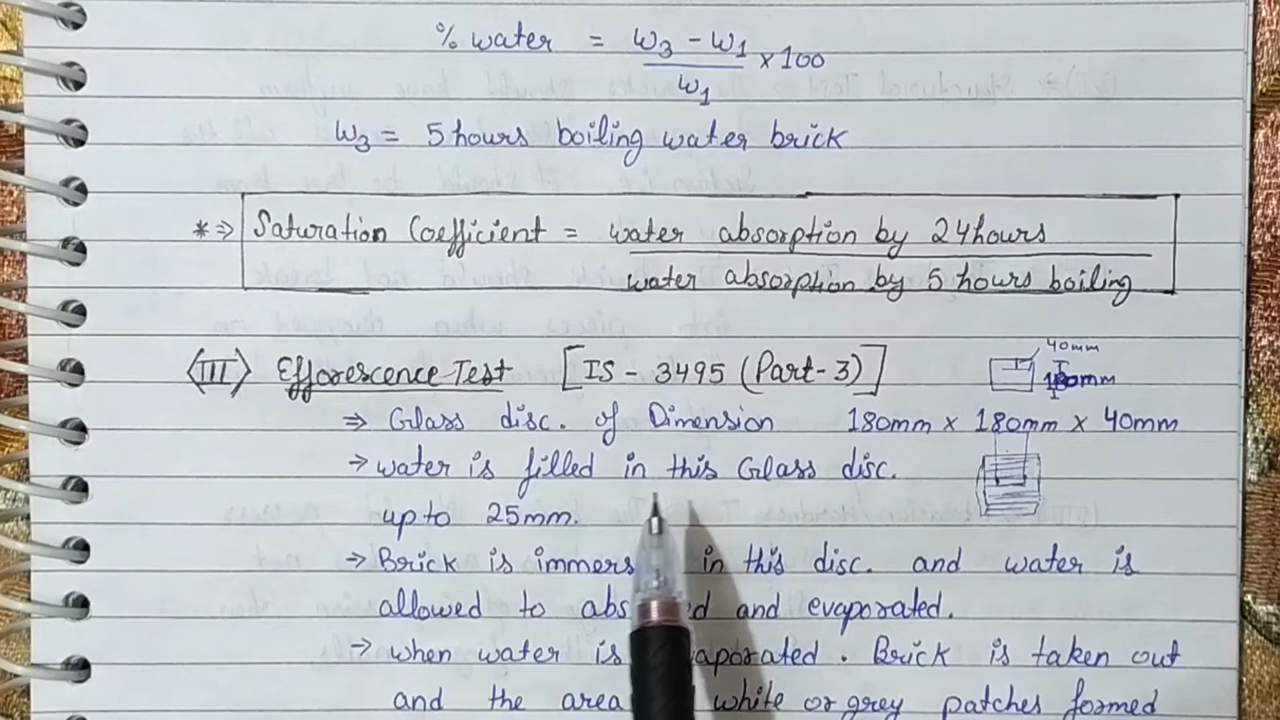 % water = w₃ - w₁ / w₁ × 100
w₃ = 5 hours boiling water brick
*⇒ Saturation Coefficient = water absorption by 24 hours
water absorption by 5 hours boiling
<III> Efflorescence Test [IS - 3495 (Part-3)]
40mm
⇒ Glass disc. of Dimension 180mm × 180mm × 40mm
→ water is filled in this Glass disc.
up to 25mm.
→ Brick is immers in this disc. and water is
allowed to abs d and evaporated.
→ when water is aporated. Brick is taken out
and the area white or grey patches formed